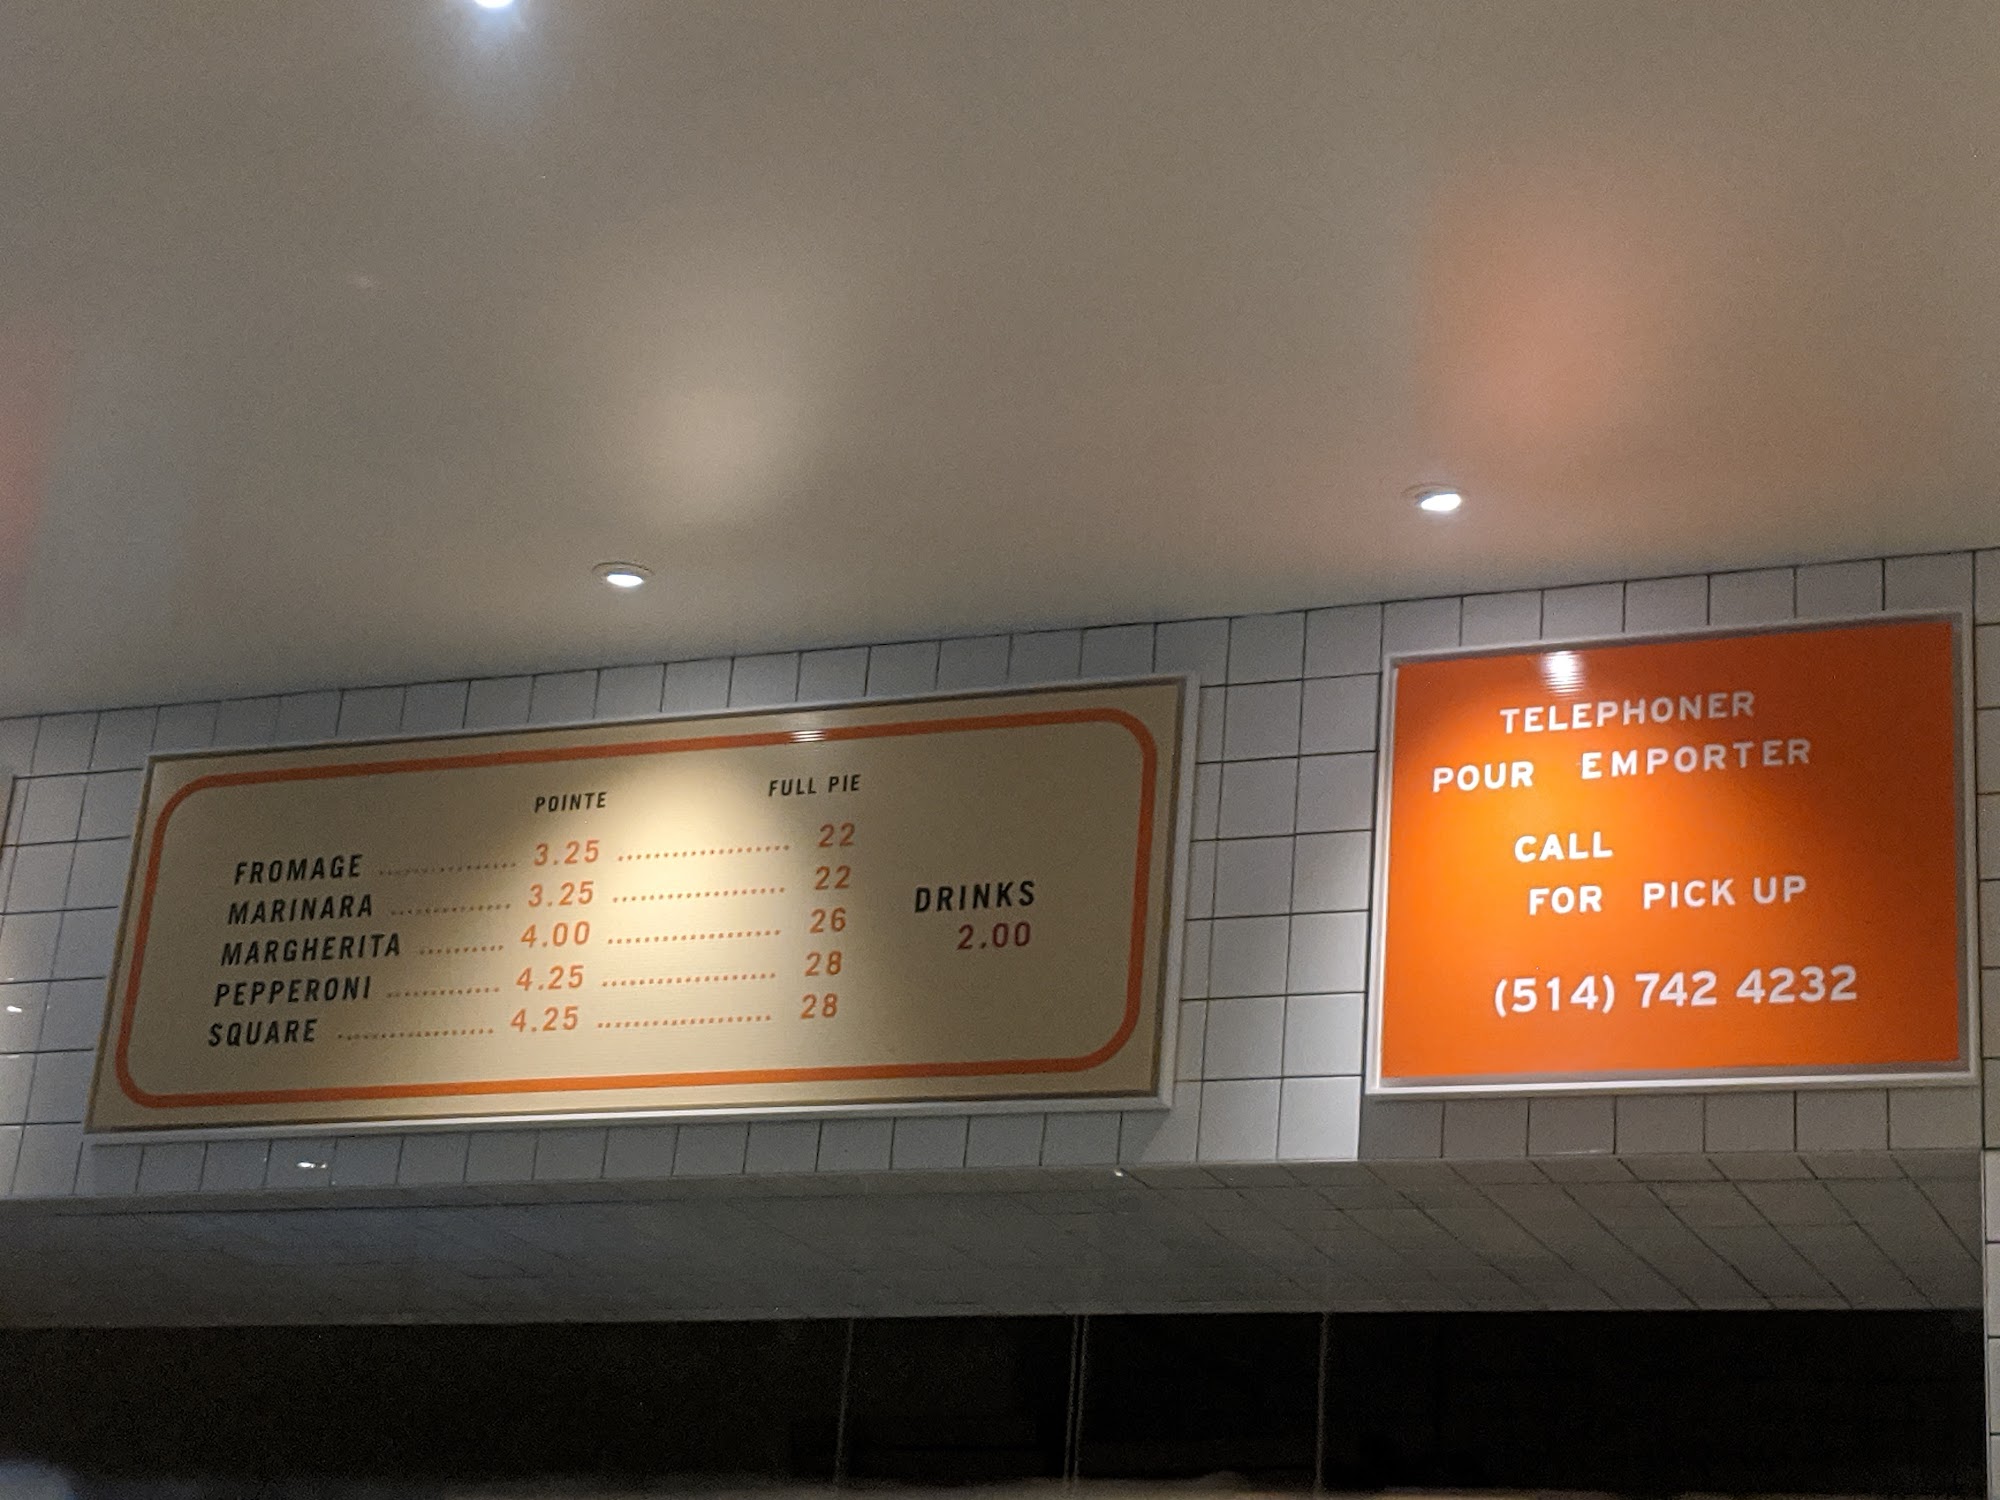 POINTE FULL PIE
FROMAGE .............. 3.25 ................... 22
MARINARA ............. 3.25 ................... 22
MARGHERITA .......... 4.00 ................... 26
PEPPERONI ............. 4.25 ................... 28
SQUARE .................. 4.25 ................... 28
DRINKS
2.00
TELEPHONER
POUR EMPORTER
CALL
FOR PICK UP
(514) 742 4232